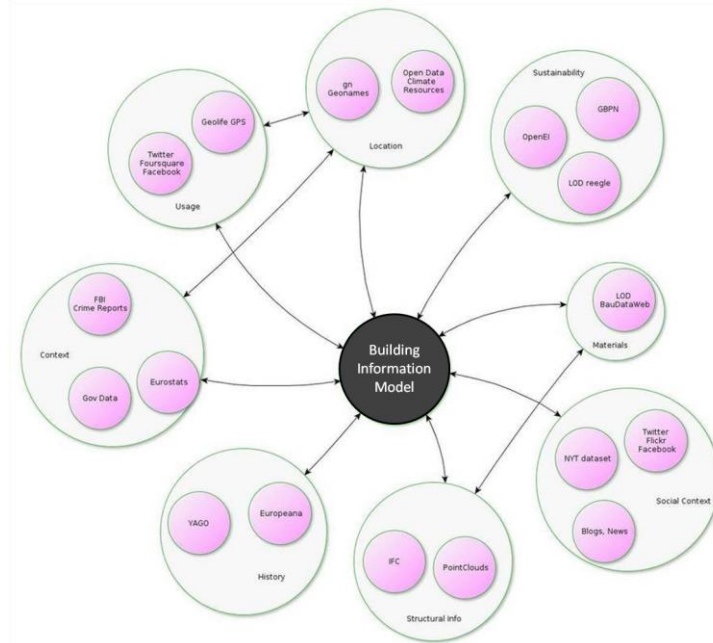 gn
Geonames
Open Data
Climate
Resources
Location
Sustainability
GBPN
OpenEI
LOD reegle
Geolife GPS
Twitter
Foursquare
Facebook
Usage
FBI
Crime Reports
Context
Gov Data
Eurostats
Building
Information
Model
LOD
BauDataWeb
Materials
Twitter
Flickr
Facebook
NYT dataset
Social Context
Blogs, News
YAGO
Europeana
History
IFC
PointClouds
Structural Info